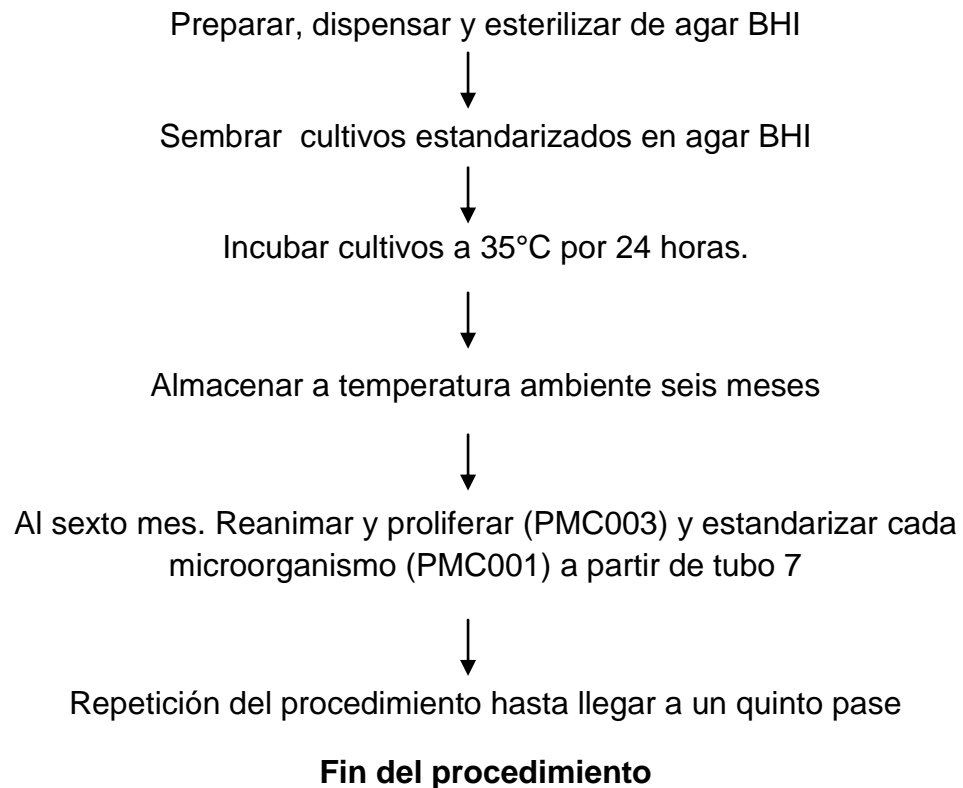 Preparar, dispensar y esterilizar de agar BHI
Sembrar cultivos estandarizados en agar BHI
Incubar cultivos a 35°C por 24 horas.
Almacenar a temperatura ambiente seis meses
Al sexto mes. Reanimar y proliferar (PMC003) y estandarizar cada
microorganismo (PMC001) a partir de tubo 7
Repetición del procedimiento hasta llegar a un quinto pase
Fin del procedimiento